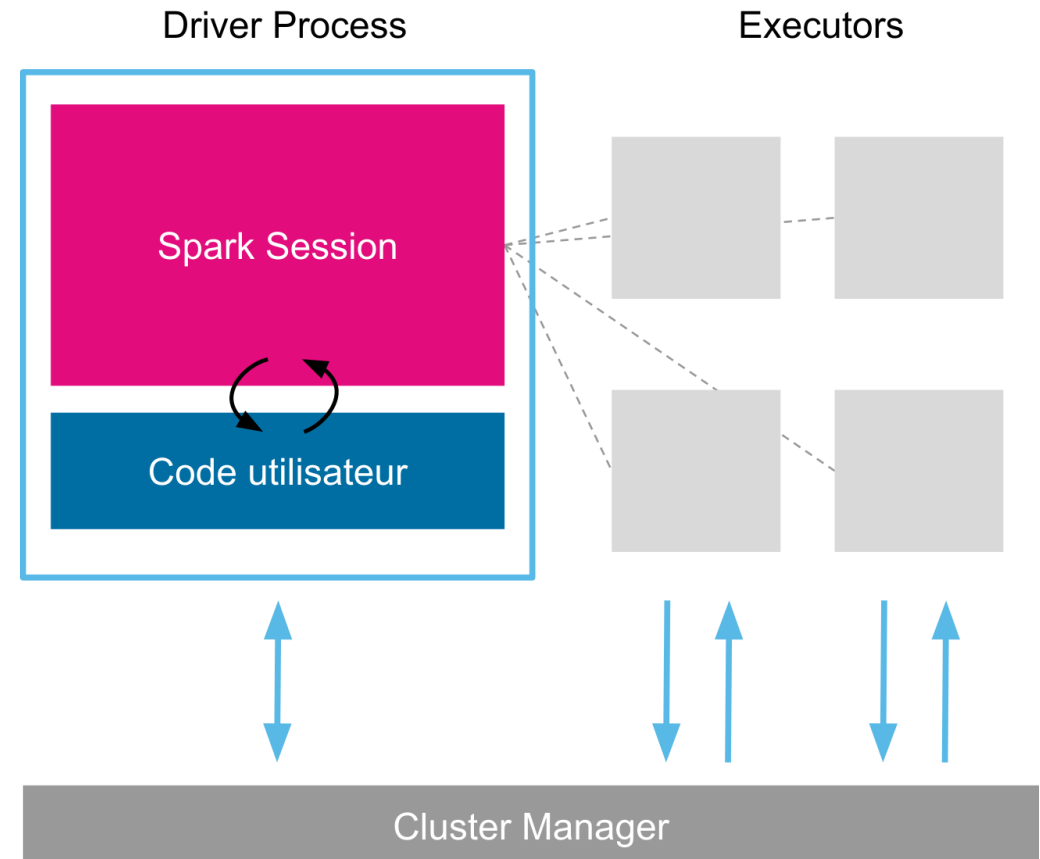 Driver Process
Executors
Spark Session
Code utilisateur
Cluster Manager